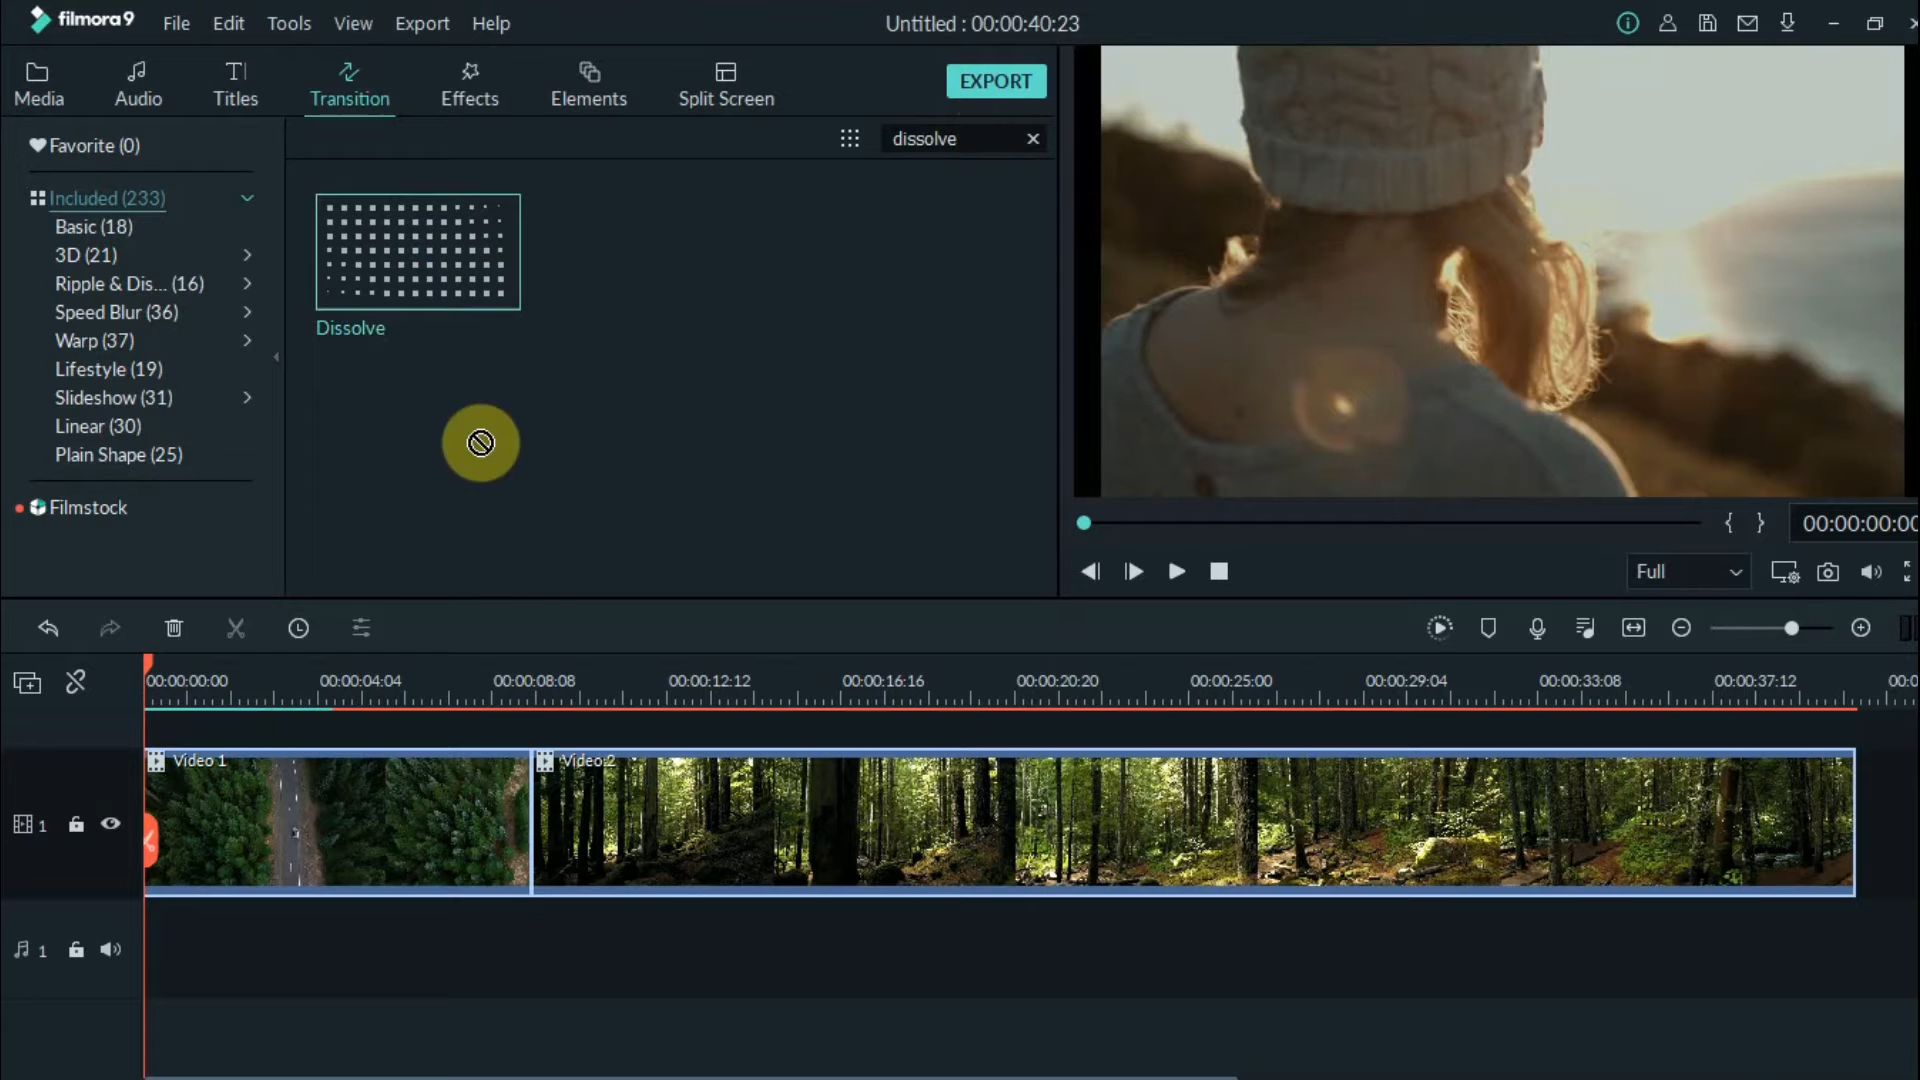 filmora9 File Edit Tools View Export Help Untitled : 00:00:40:23
Media Audio Titles Transition Effects Elements Split Screen EXPORT
Favorite (0) dissolve
Included (233)
Basic (18)
3D (21)
Ripple & Dis... (16)
Speed Blur (36)
Warp (37)
Lifestyle (19)
Slideshow (31)
Linear (30)
Plain Shape (25)
Filmstock
Dissolve
{ } 00:00:00:00
Full
00:00:00:00 00:00:04:04 00:00:08:08 00:00:12:12 00:00:16:16 00:00:20:20 00:00:25:00 00:00:29:04 00:00:33:08 00:00:37:12 00:0
Video 1 Video 2
1
1